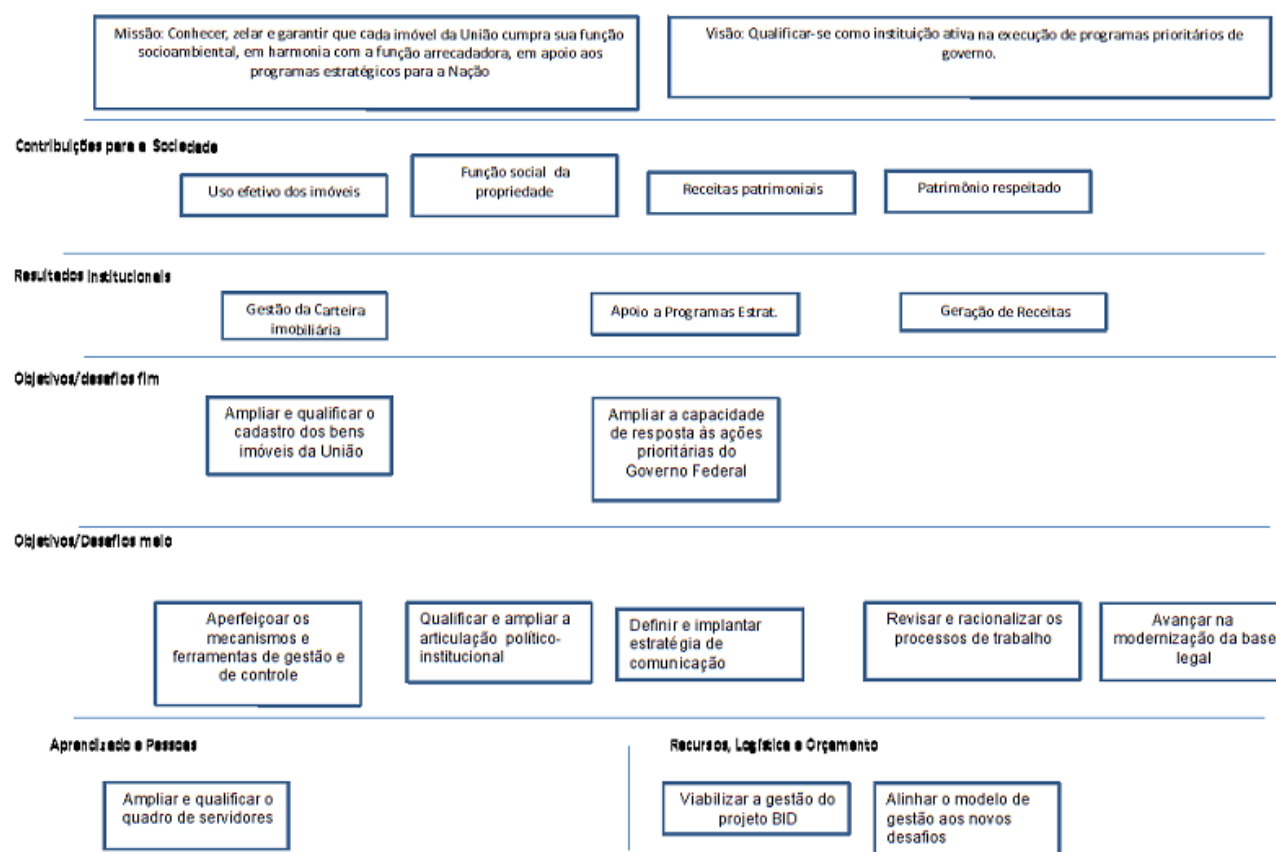 Missão: Conhecer, zelar e garantir que cada imóvel da União cumpra sua função
socioambiental, em harmonia com a função arrecadadora, em apoio aos
programas estratégicos para a Nação
Visão: Qualificar-se como instituição ativa na execução de programas prioritários de
governo.
Contribuições para a Sociedade
Uso efetivo dos imóveis
Função social da
propriedade
Receitas patrimoniais
Patrimônio respeitado
Resultados Institucionais
Gestão da Carteira
imobiliária
Apoio a Programas Estrat.
Geração de Receitas
Objetivos/desafios fim
Ampliar e qualificar o
cadastro dos bens
imóveis da União
Ampliar a capacidade
de resposta às ações
prioritárias do
Governo Federal
Objetivos/Desafios meio
Aperfeiçoar os
mecanismos e
ferramentas de gestão e
de controle
Qualificar e ampliar a
articulação político-
institucional
Definir e implantar
estratégia de
comunicação
Revisar e racionalizar os
processos de trabalho
Avançar na
modernização da base
legal
Aprendizado e Pessoas
Recursos, Logística e Orçamento
Ampliar e qualificar o
quadro de servidores
Viabilizar a gestão do
projeto BID
Alinhar o modelo de
gestão aos novos
desafios